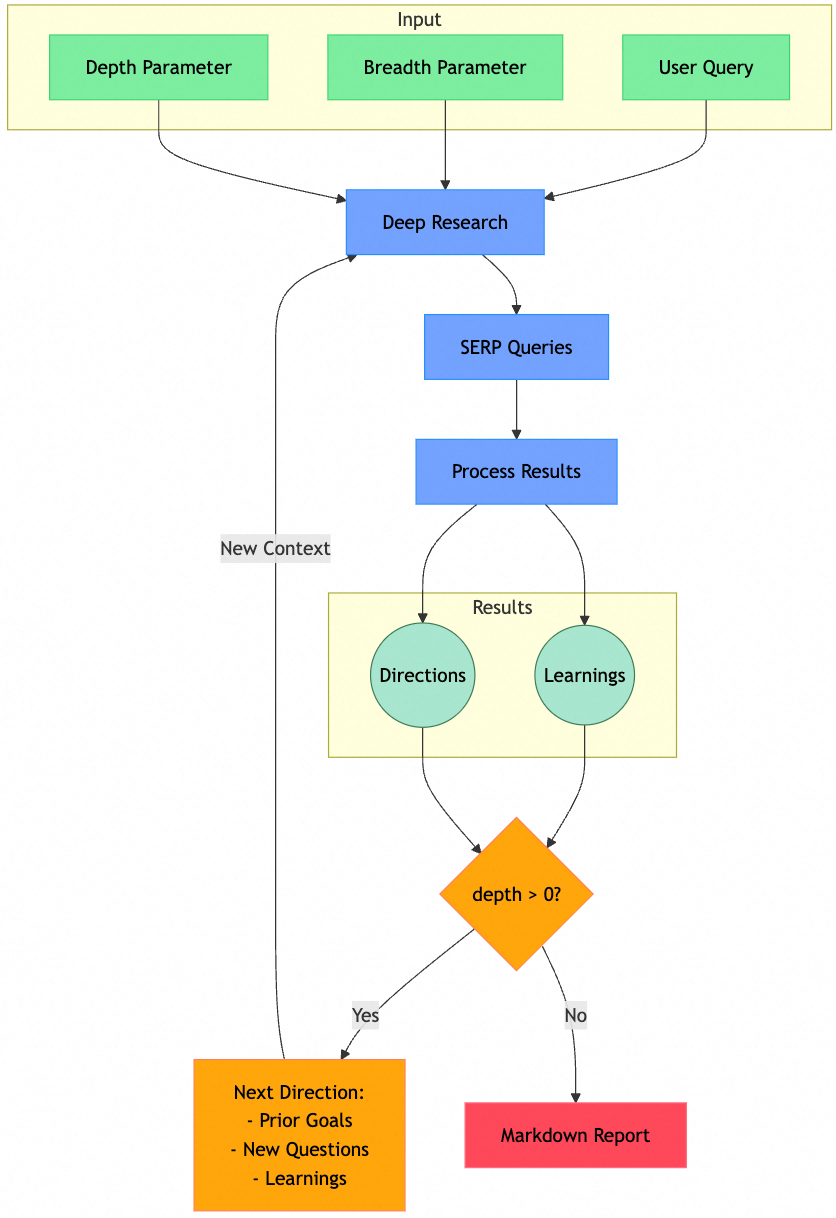 Input
Depth Parameter
Breadth Parameter
User Query
Deep Research
SERP Queries
Process Results
New Context
Results
Directions
Learnings
depth > 0?
Yes
No
Next Direction:
- Prior Goals
- New Questions
- Learnings
Markdown Report